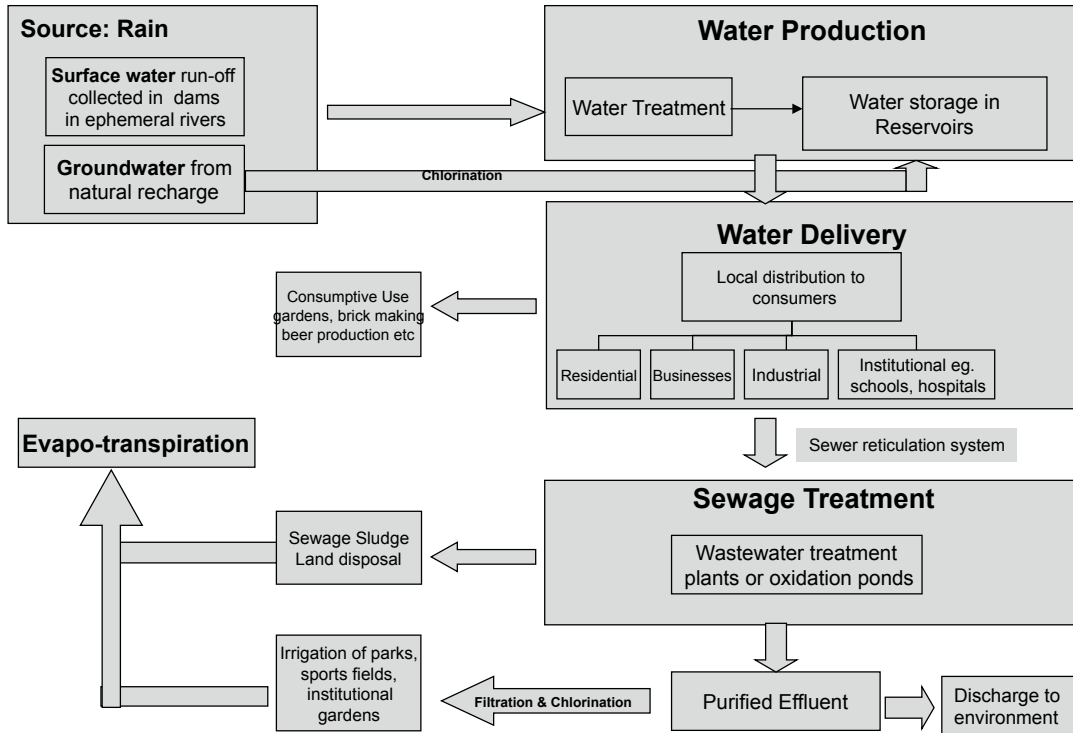 Source: Rain
Surface water run-off
collected in dams
in ephemeral rivers
Groundwater from
natural recharge
Chlorination
Water Production
Water Treatment
Water storage in
Reservoirs
Water Delivery
Local distribution to
consumers
Residential
Businesses
Industrial
Institutional eg.
schools, hospitals
Consumptive Use
gardens, brick making
beer production etc
Sewer reticulation system
Evapo-transpiration
Sewage Treatment
Wastewater treatment
plants or oxidation ponds
Sewage Sludge
Land disposal
Irrigation of parks,
sports fields,
institutional
gardens
Filtration & Chlorination
Purified Effluent
Discharge to
environment